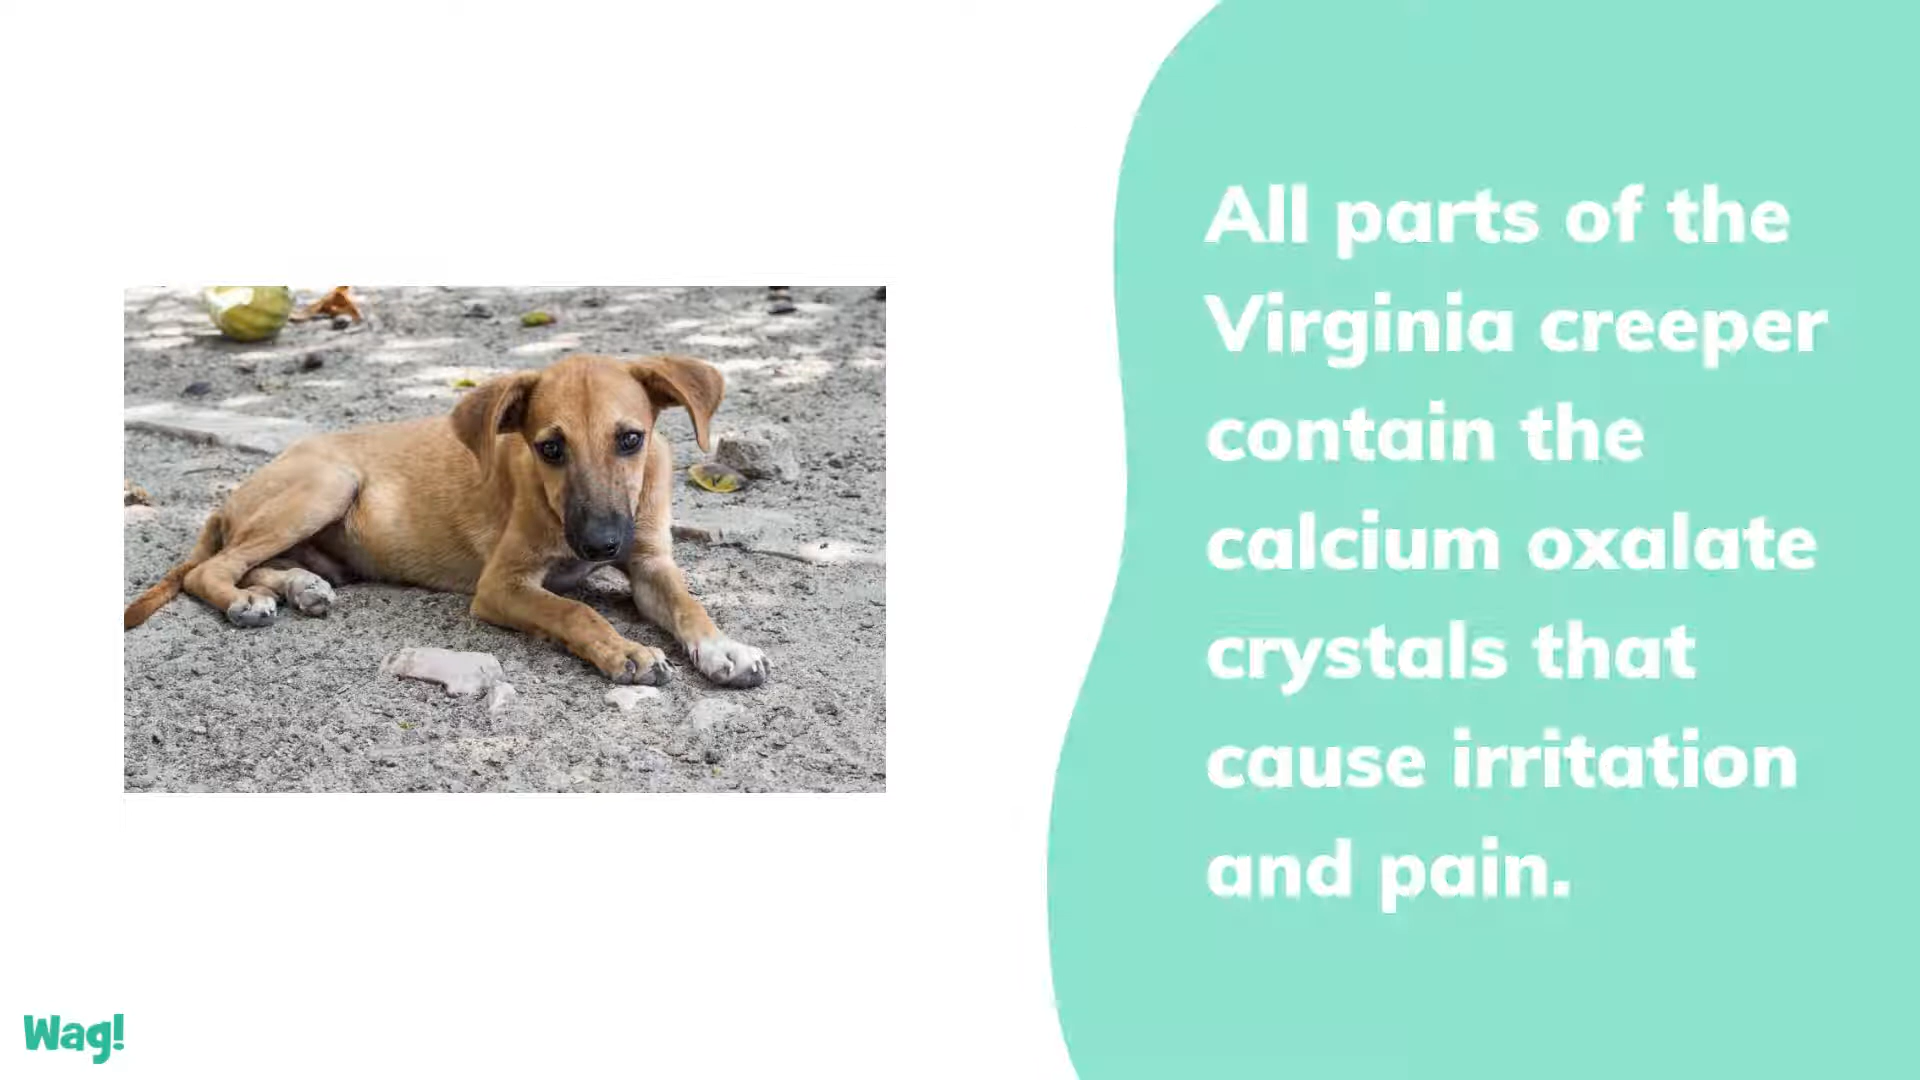 All parts of the
Virginia creeper
contain the
calcium oxalate
crystals that
cause irritation
and pain.
Wag!